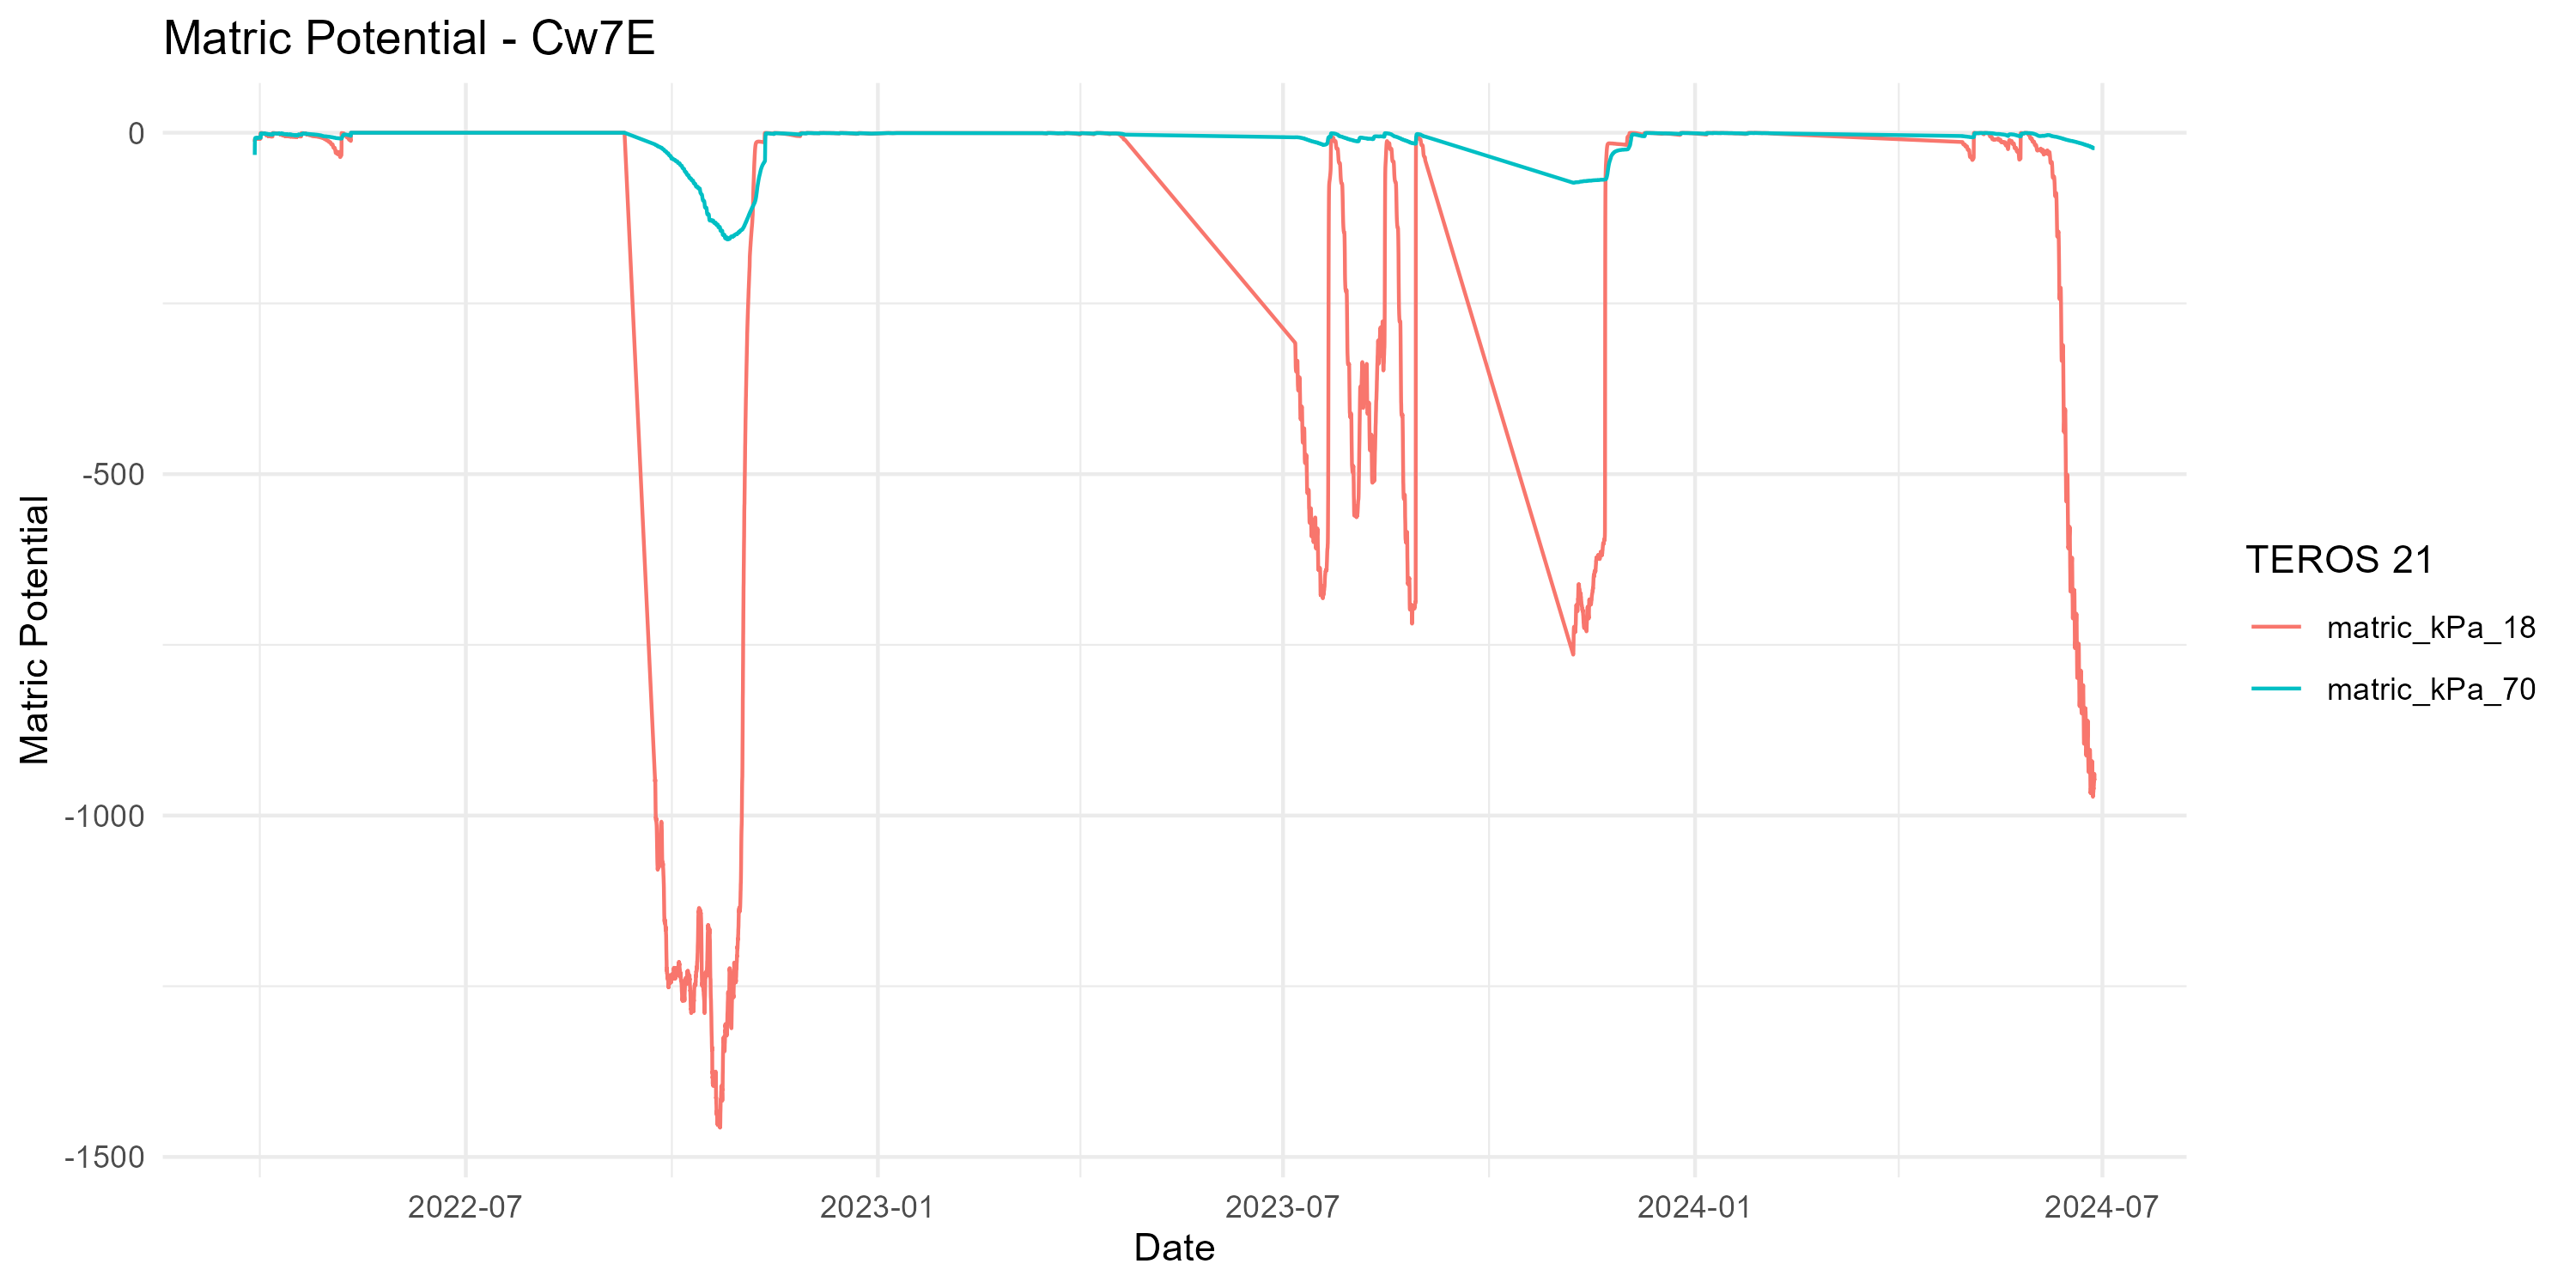 Matric Potential - Cw7E
0
-500
-1000
-1500
Matric Potential
2022-07
2023-01
2023-07
2024-01
2024-07
Date
TEROS 21
matric_kPa_18
matric_kPa_70